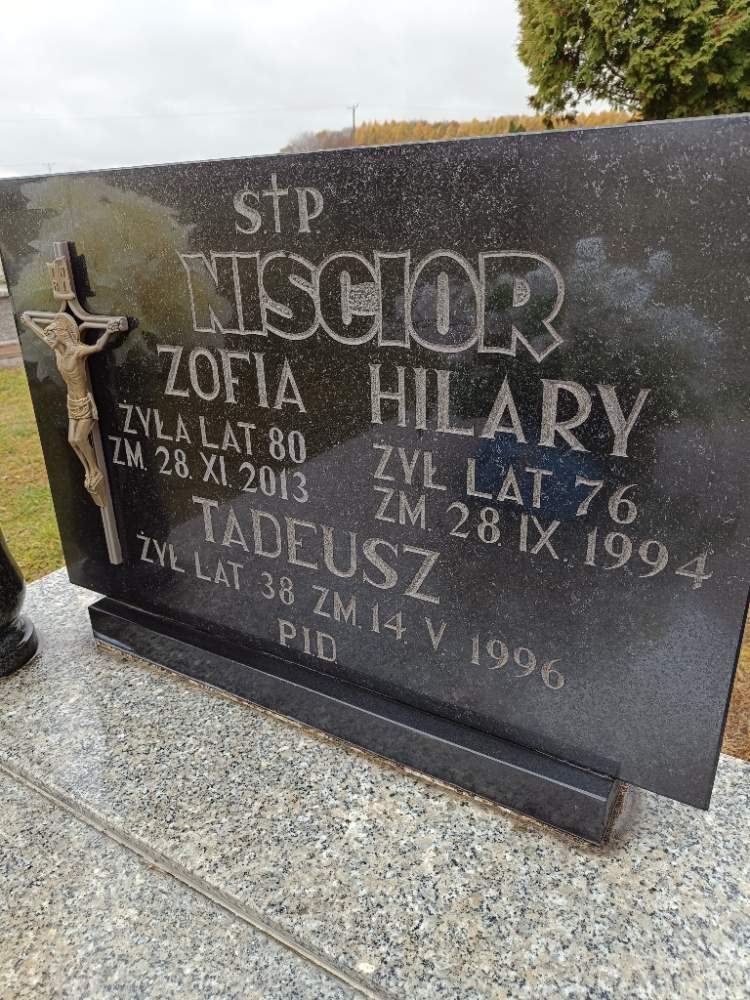 S†P
NISCIOR
ZOFIA
ŻYŁA LAT 80
ZM. 28. XI. 2013
HILARY
ŻYŁ LAT 76
ZM. 28. IX. 1994
TADEUSZ
ŻYŁ LAT 38 ZM. 14. V. 1996
P.I.D.